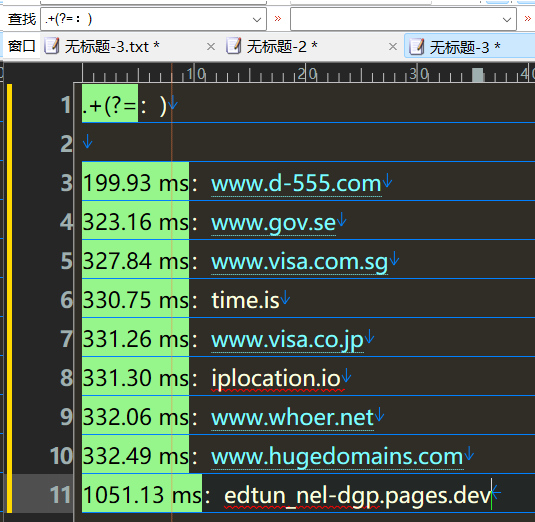 查找 .+(?=：)
窗口 无标题-3.txt * 无标题-2 * 无标题-3 *
0 10 20 30 40
1 .+(?=：)
2
3 199.93 ms：www.d-555.com
4 323.16 ms：www.gov.se
5 327.84 ms：www.visa.com.sg
6 330.75 ms：time.is
7 331.26 ms：www.visa.co.jp
8 331.30 ms：iplocation.io
9 332.06 ms：www.whoer.net
10 332.49 ms：www.hugedomains.com
11 1051.13 ms：edtun_nel-dgp.pages.dev